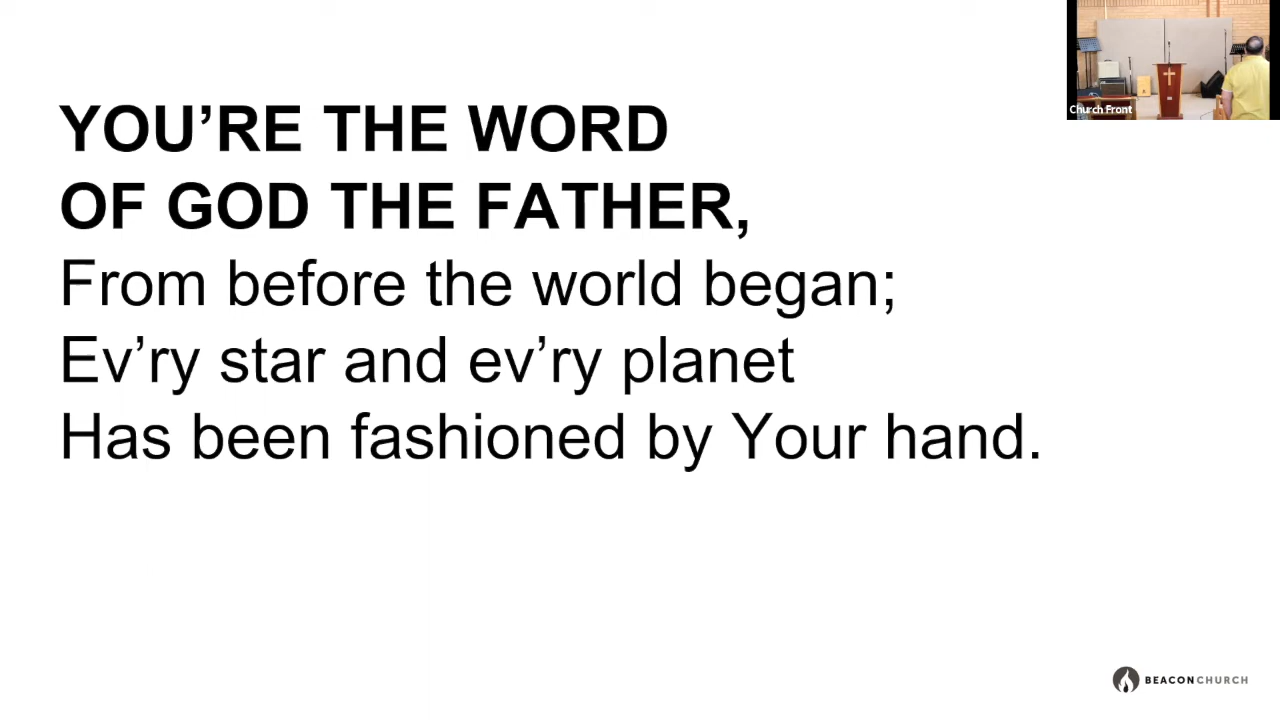 YOU’RE THE WORD
OF GOD THE FATHER,
From before the world began;
Ev’ry star and ev’ry planet
Has been fashioned by Your hand.
Church Front
BEACONCHURCH